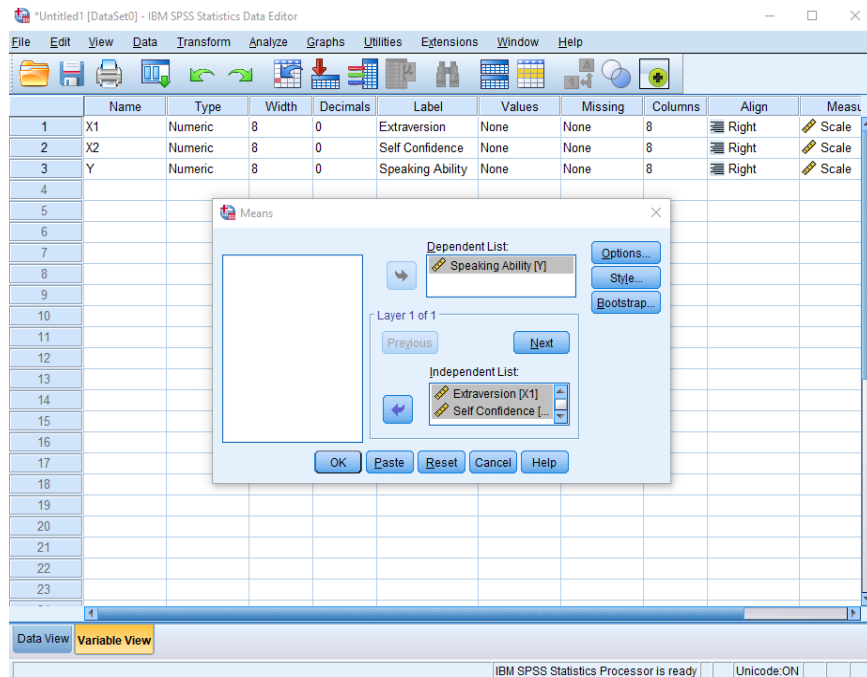 *Untitled1 [DataSet0] - IBM SPSS Statistics Data Editor
File Edit View Data Transform Analyze Graphs Utilities Extensions Window Help
Name Type Width Decimals Label Values Missing Columns Align Measu
1 X1 Numeric 8 0 Extraversion None None 8 Right Scale
2 X2 Numeric 8 0 Self Confidence None None 8 Right Scale
3 Y Numeric 8 0 Speaking Ability None None 8 Right Scale
4
5
6
7
8
9
10
11
12
13
14
15
16
17
18
19
20
21
22
23
Means
Dependent List:
Speaking Ability [Y]
Options...
Style...
Bootstrap...
Layer 1 of 1
Previous Next
Independent List:
Extraversion [X1]
Self Confidence [...
OK Paste Reset Cancel Help
Data View Variable View
IBM SPSS Statistics Processor is ready Unicode:ON